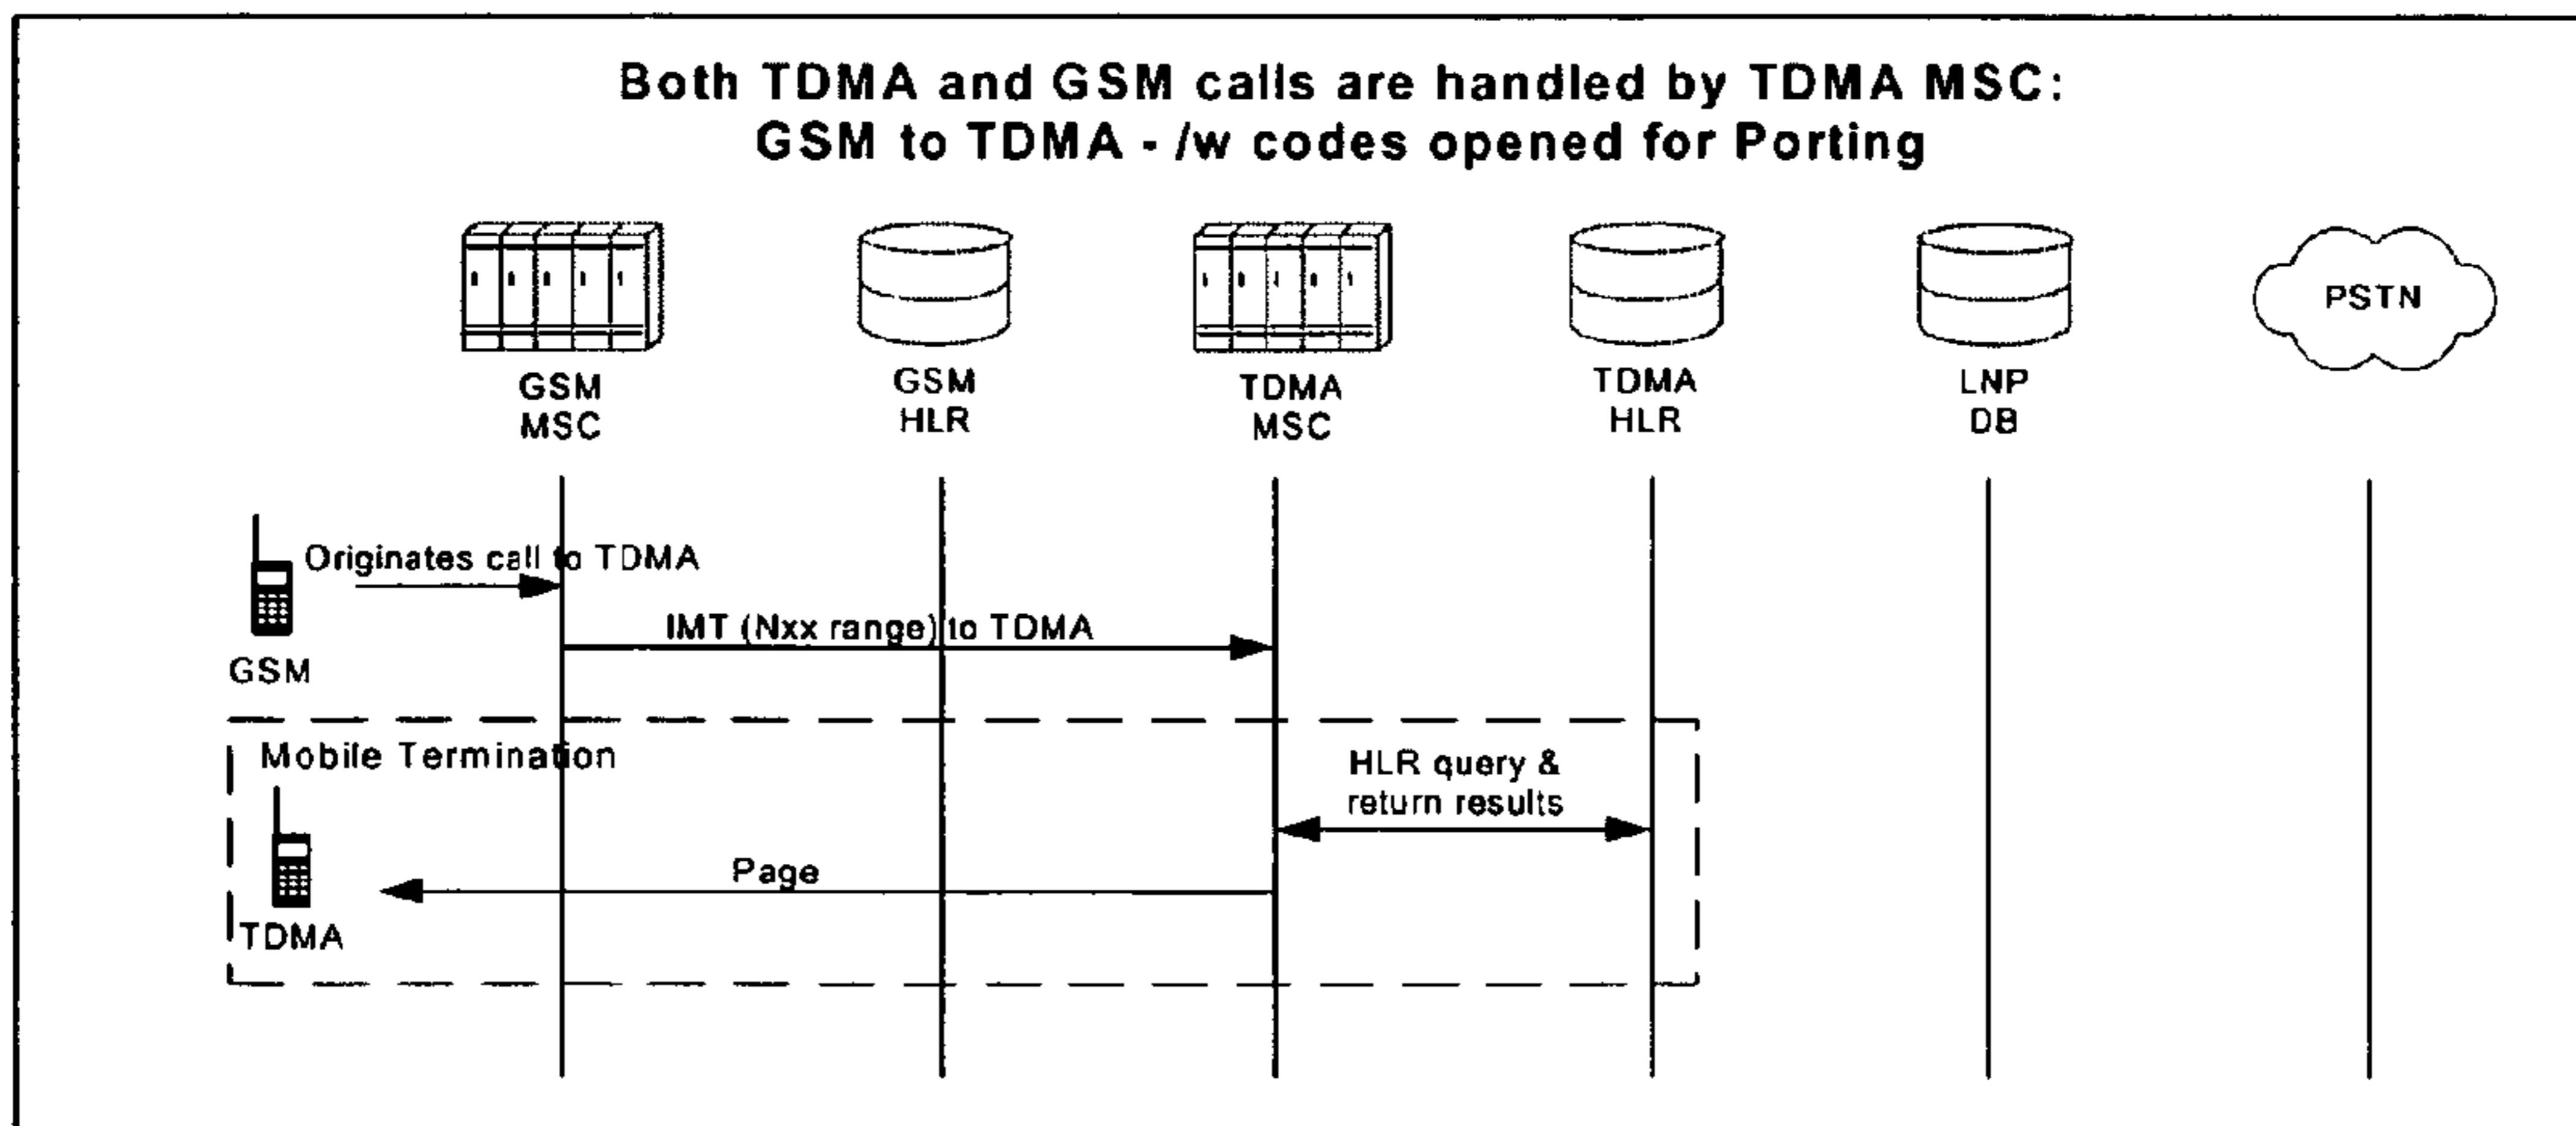 Both TDMA and GSM calls are handled by TDMA MSC:
GSM to TDMA - /w codes opened for Porting
GSM
MSC
GSM
HLR
TDMA
MSC
TDMA
HLR
LNP
DB
PSTN
Originates call to TDMA
IMT (Nxx range) to TDMA
GSM
Mobile Termination
HLR query &
return results
Page
TDMA